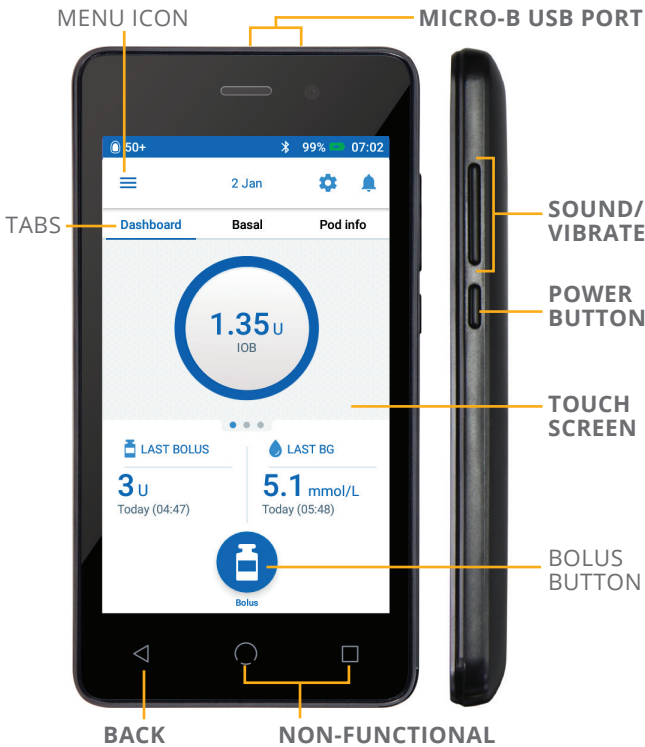 MENU ICON
MICRO-B USB PORT
50+
99% 07:02
2 Jan
TABS
Dashboard Basal Pod info
SOUND/
VIBRATE
1.35 U
IOB
POWER
BUTTON
TOUCH
SCREEN
LAST BOLUS
LAST BG
3 U
5.1 mmol/L
Today (04:47)
Today (05:48)
BOLUS
BUTTON
Bolus
BACK
NON-FUNCTIONAL